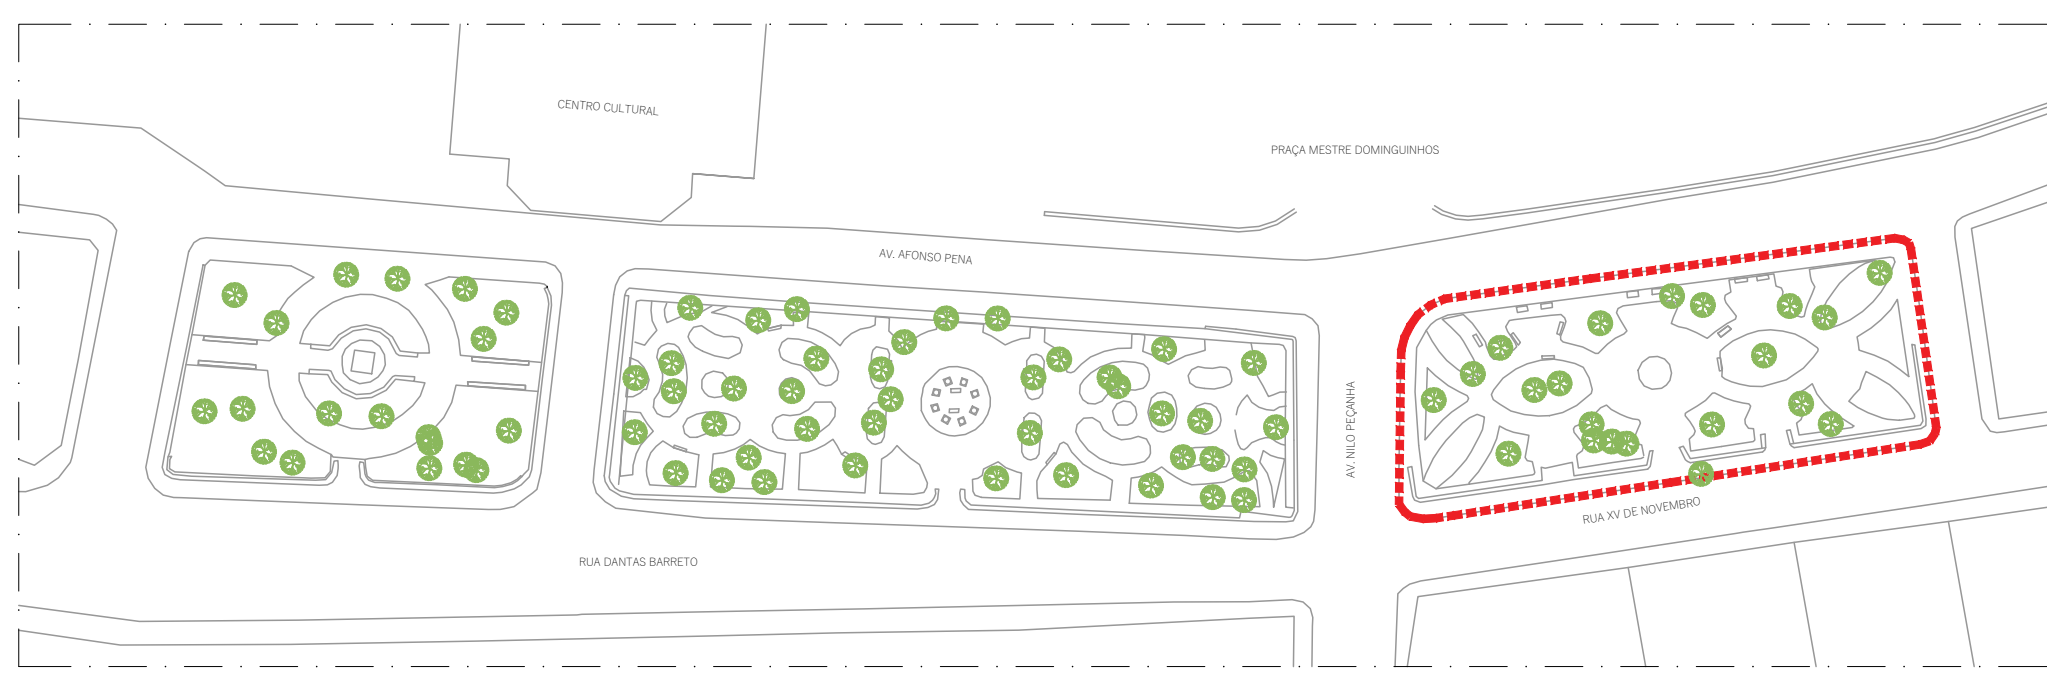 CENTRO CULTURAL
PRAÇA MESTRE DOMINGUINHOS
AV. AFONSO PENA
AV. NILO PEÇANHA
RUA XV DE NOVEMBRO
RUA DANTAS BARRETO